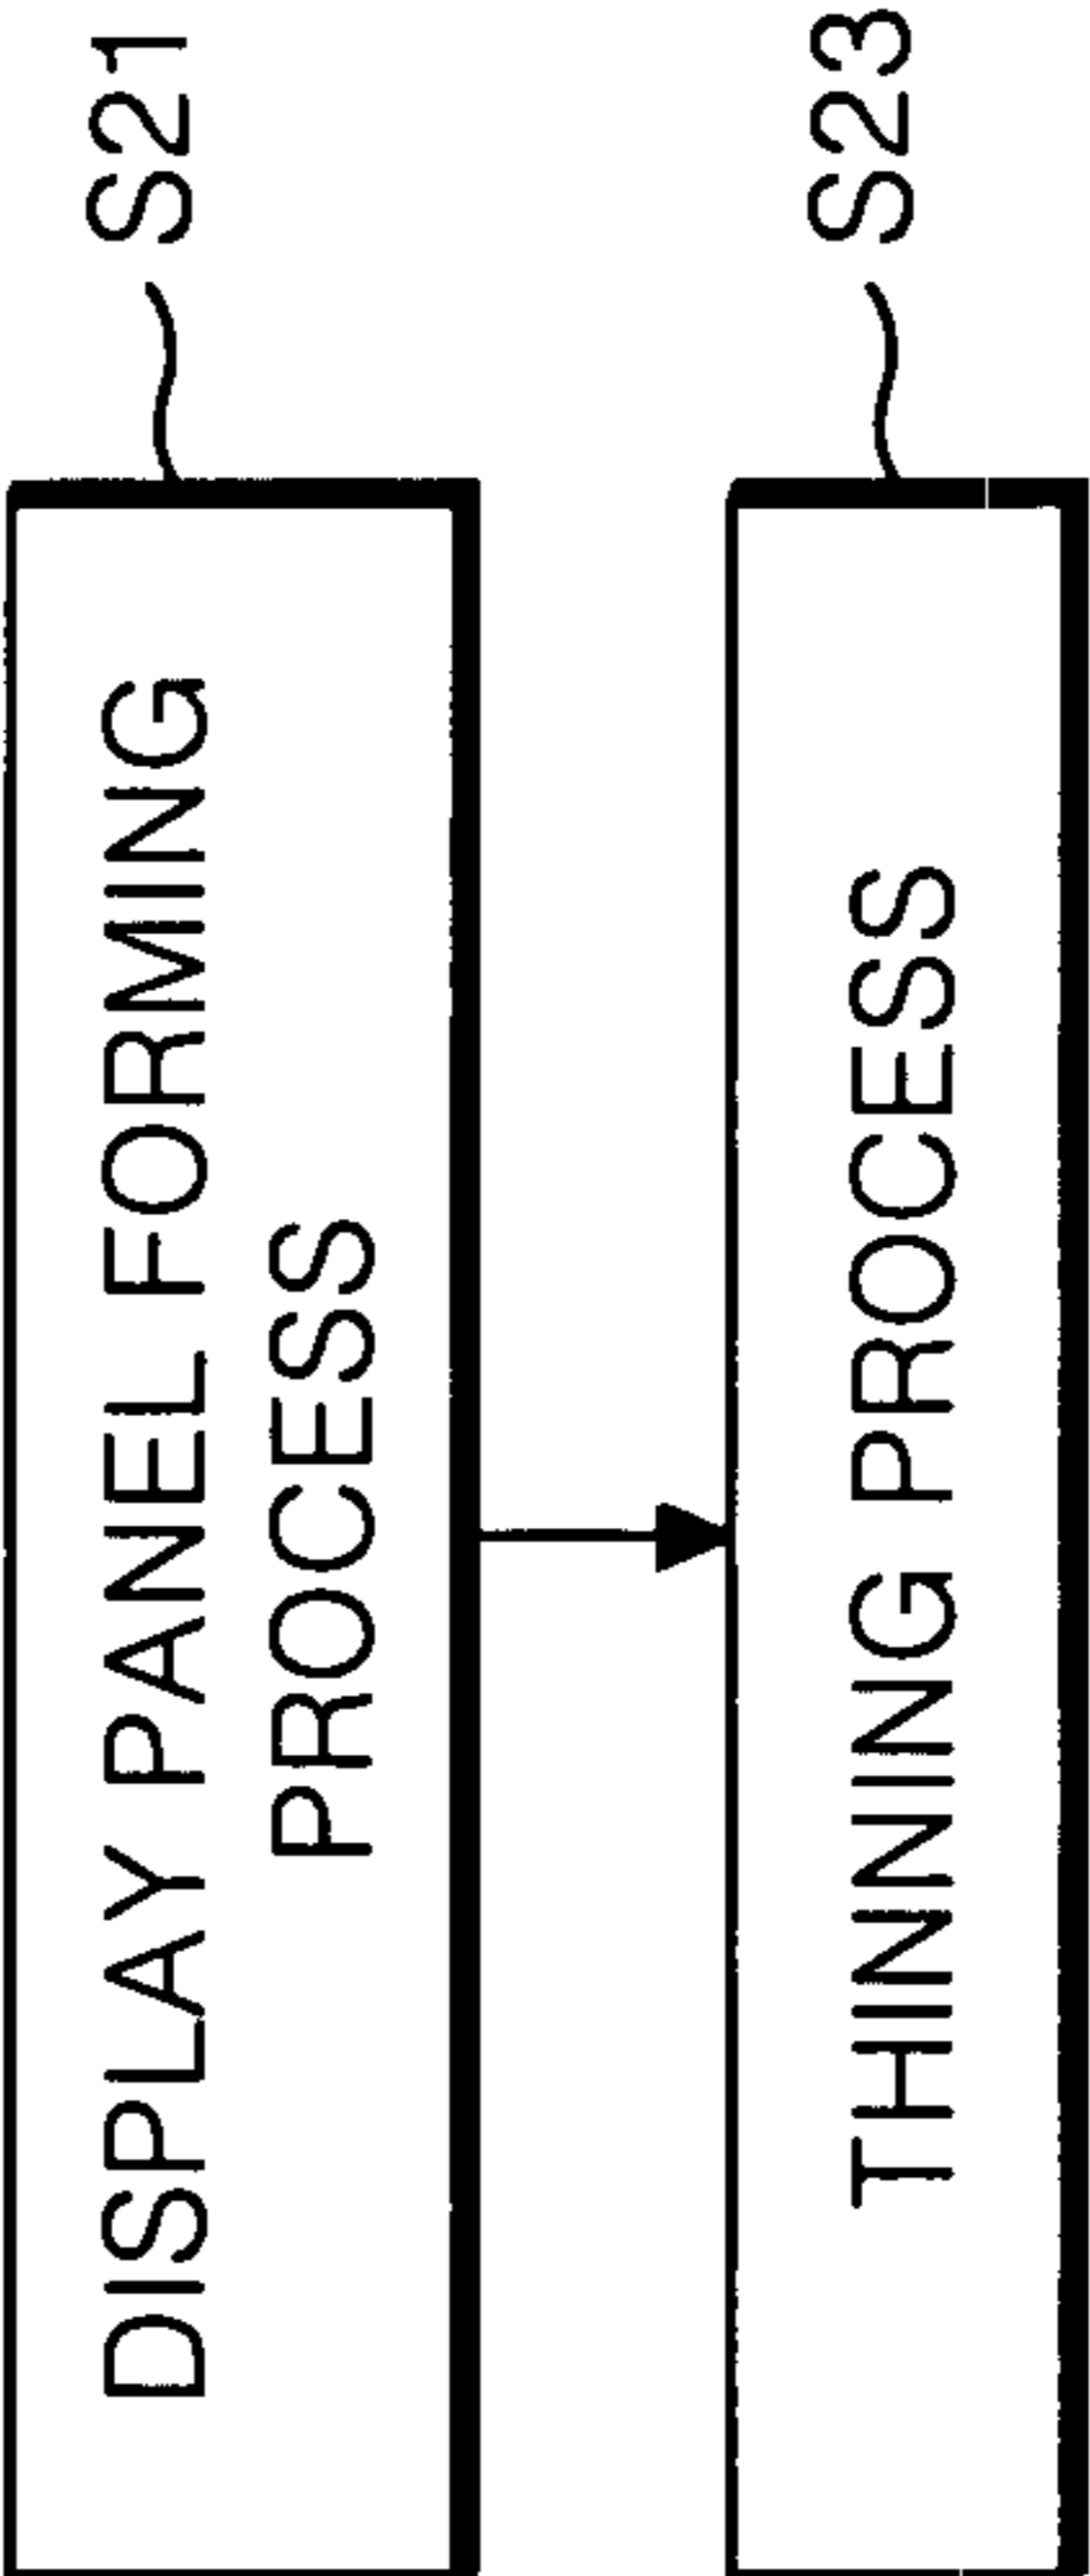 DISPLAY PANEL FORMING
PROCESS
S21
THINNING PROCESS
S23